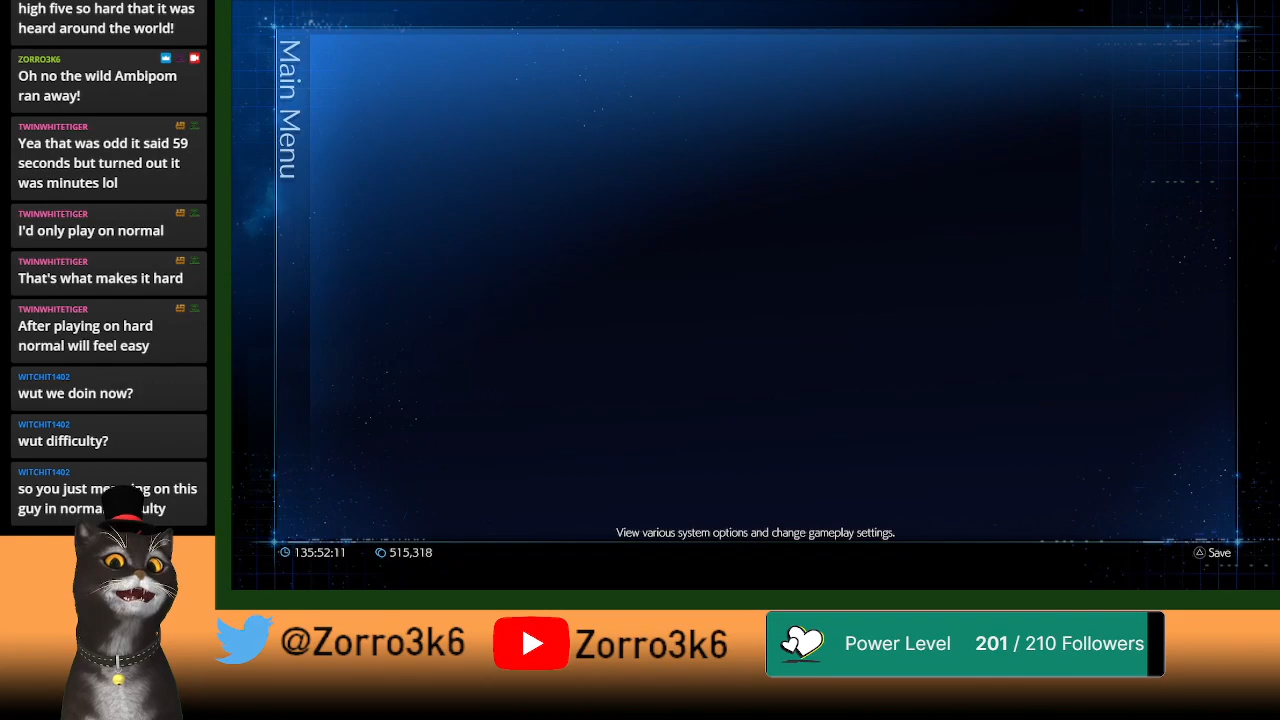 high five so hard that it was
heard around the world!
ZORRO3K6
Oh no the wild Ambipom
ran away!
TWINWHITETIGER
Yea that was odd it said 59
seconds but turned out it
was minutes lol
TWINWHITETIGER
I'd only play on normal
TWINWHITETIGER
That's what makes it hard
TWINWHITETIGER
After playing on hard
normal will feel easy
WITCHIT1402
wut we doin now?
WITCHIT1402
wut difficulty?
WITCHIT1402
so you just on this
guy in
Main Menu
View various system options and change gameplay settings.
135:52:11
515,318
Save
@Zorro3k6
Zorro3k6
Power Level 201 / 210 Followers